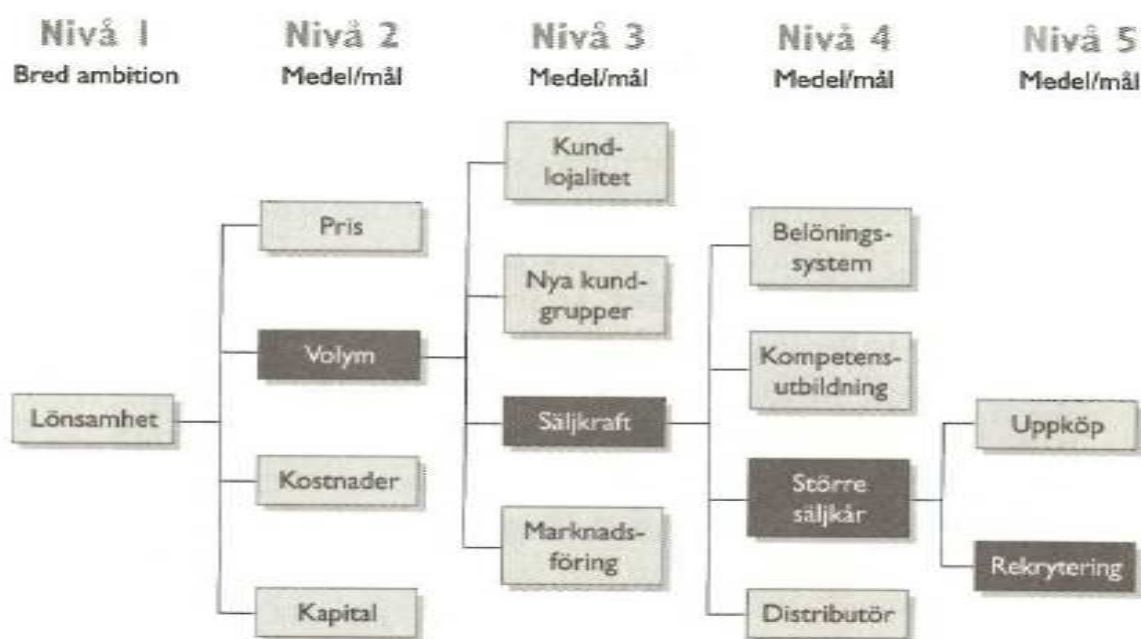 Nivå 1
Bred ambition
Nivå 2
Medel/mål
Nivå 3
Medel/mål
Nivå 4
Medel/mål
Nivå 5
Medel/mål
Lönsamhet
Pris
Volym
Kostnader
Kapital
Kund-
lojalitet
Nya kund-
grupper
Säljkraft
Marknads-
föring
Belönings-
system
Kompetens-
utbildning
Större
säljkår
Distributör
Uppköp
Rekrytering